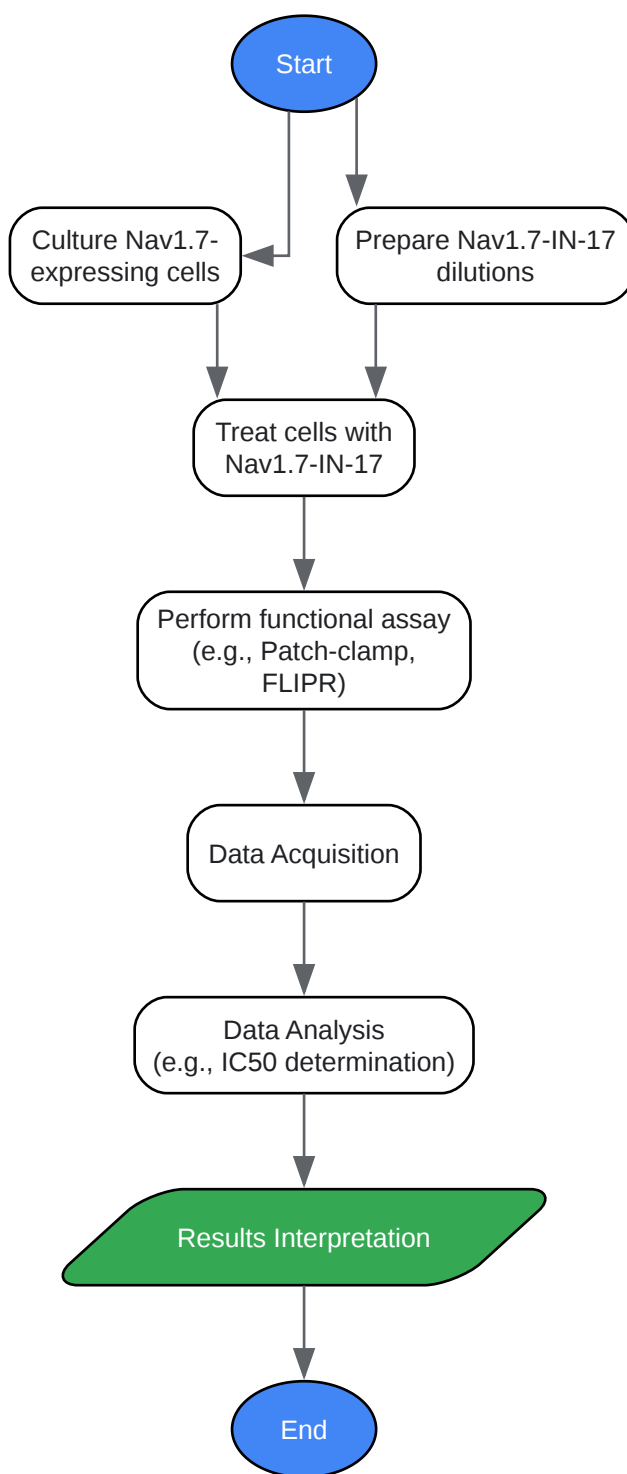 Start
Culture Nav1.7-
expressing cells
Prepare Nav1.7-IN-17
dilutions
Treat cells with
Nav1.7-IN-17
Perform functional assay
(e.g., Patch-clamp,
FLIPR)
Data Acquisition
Data Analysis
(e.g., IC50 determination)
Results Interpretation
End